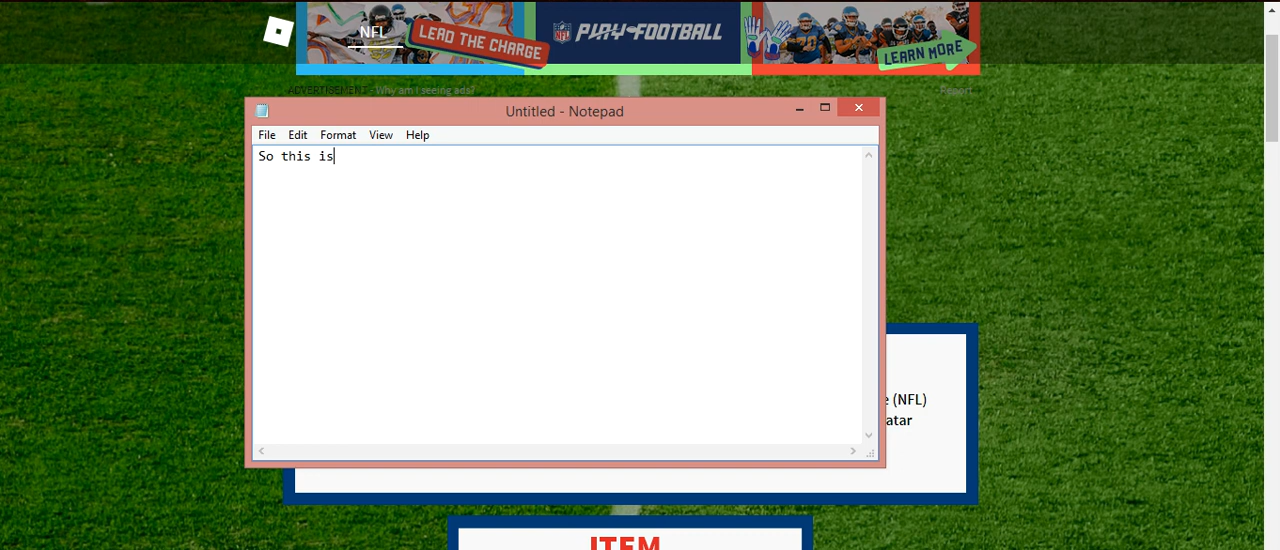 NFL
LEAD THE CHARGE
NFL PLAY FOOTBALL
LEARN MORE
ADVERTISEMENT - Why am I seeing ads?
Report
Untitled - Notepad
File Edit Format View Help
So this is
e (NFL)
atar
ITEM